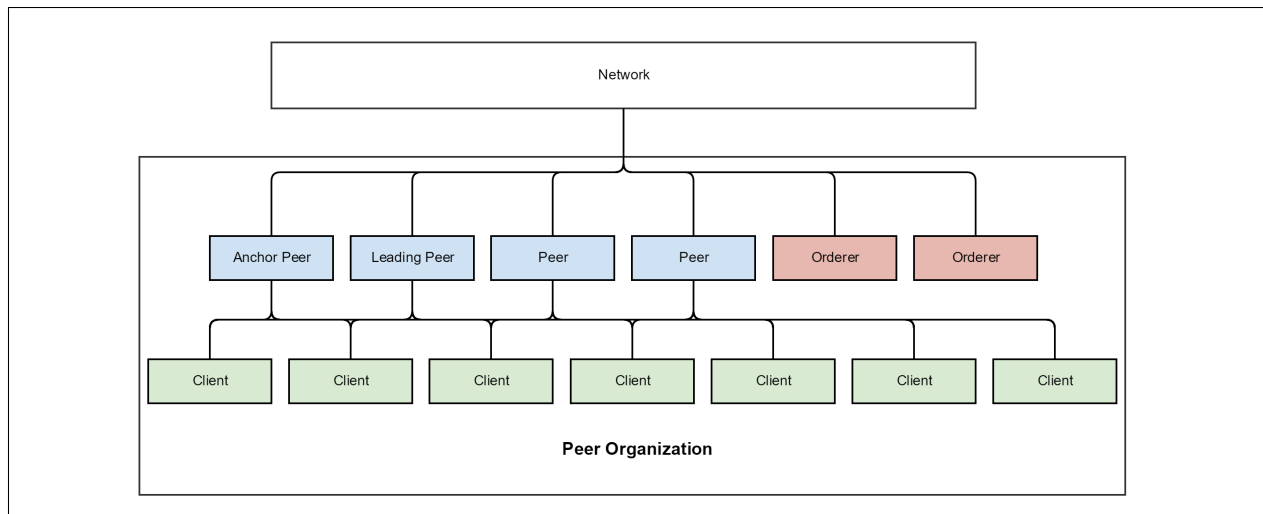 Network
Anchor Peer
Leading Peer
Peer
Peer
Orderer
Orderer
Client
Client
Client
Client
Client
Client
Client
Peer Organization